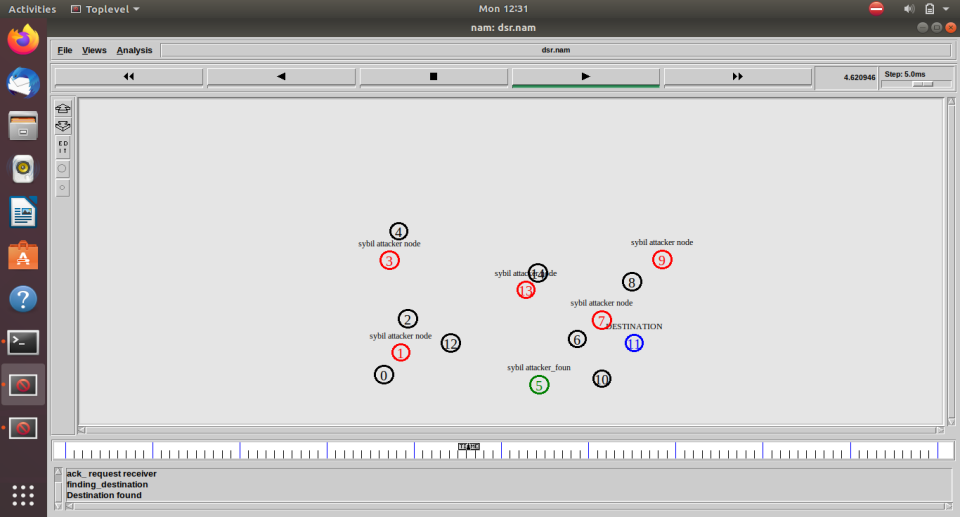 Activities
Toplevel
Mon 12:31
nam: dsr.nam
File Views Analysis
dsr.nam
4.620946
Step: 5.0ms
E D
I T
4
sybil attacker node
3
sybil attacker node
9
sybil attacker node
14
13
8
sybil attacker node
7
2
DESTINATION
sybil attacker node
12
6
11
1
sybil attacker_foun
0
5
10
ack_ request receiver
finding_destination
Destination found